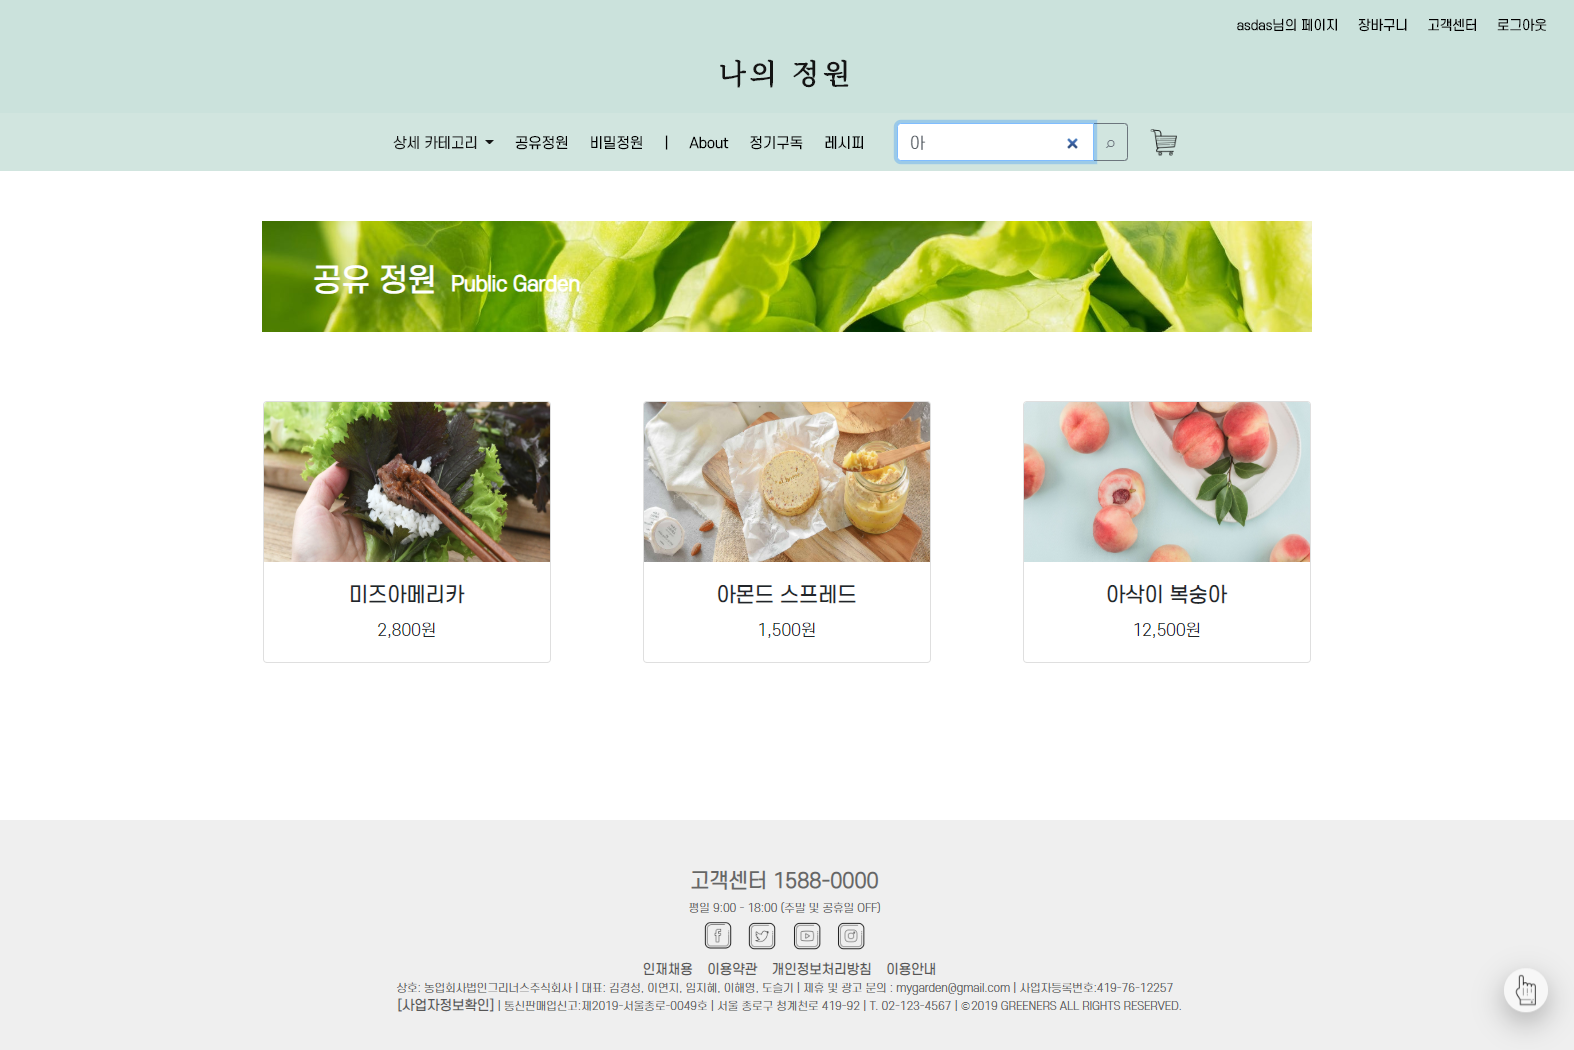 asdas님의 페이지 장바구니 고객센터 로그아웃
나의 정원
상세 카테고리 공유정원 비밀정원 | About 정기구독 레시피 아
공유 정원 Public Garden
미즈아메리카
2,800원
아몬드 스프레드
1,500원
아삭이 복숭아
12,500원
고객센터 1588-0000
평일 9:00 - 18:00 (주말 및 공휴일 OFF)
인재채용 이용약관 개인정보처리방침 이용안내
상호: 농업회사법인그리너스주식회사 | 대표: 김경성, 이연지, 임지혜, 이해영, 도슬기 | 제휴 및 광고 문의 : mygarden@gmail.com | 사업자등록번호:419-76-12257
[사업자정보확인] | 통신판매업신고:제2019-서울종로-0049호 | 서울 종로구 청계천로 419-92 | T. 02-123-4567 | ©2019 GREENERS ALL RIGHTS RESERVED.